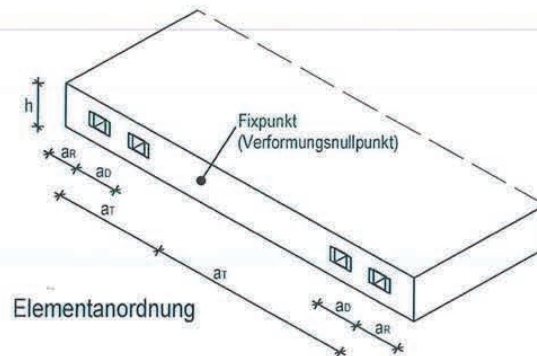 h
Fixpunkt
(Verformungsnullpunkt)
aR
aD
aT
aT
aD
aR
Elementanordnung